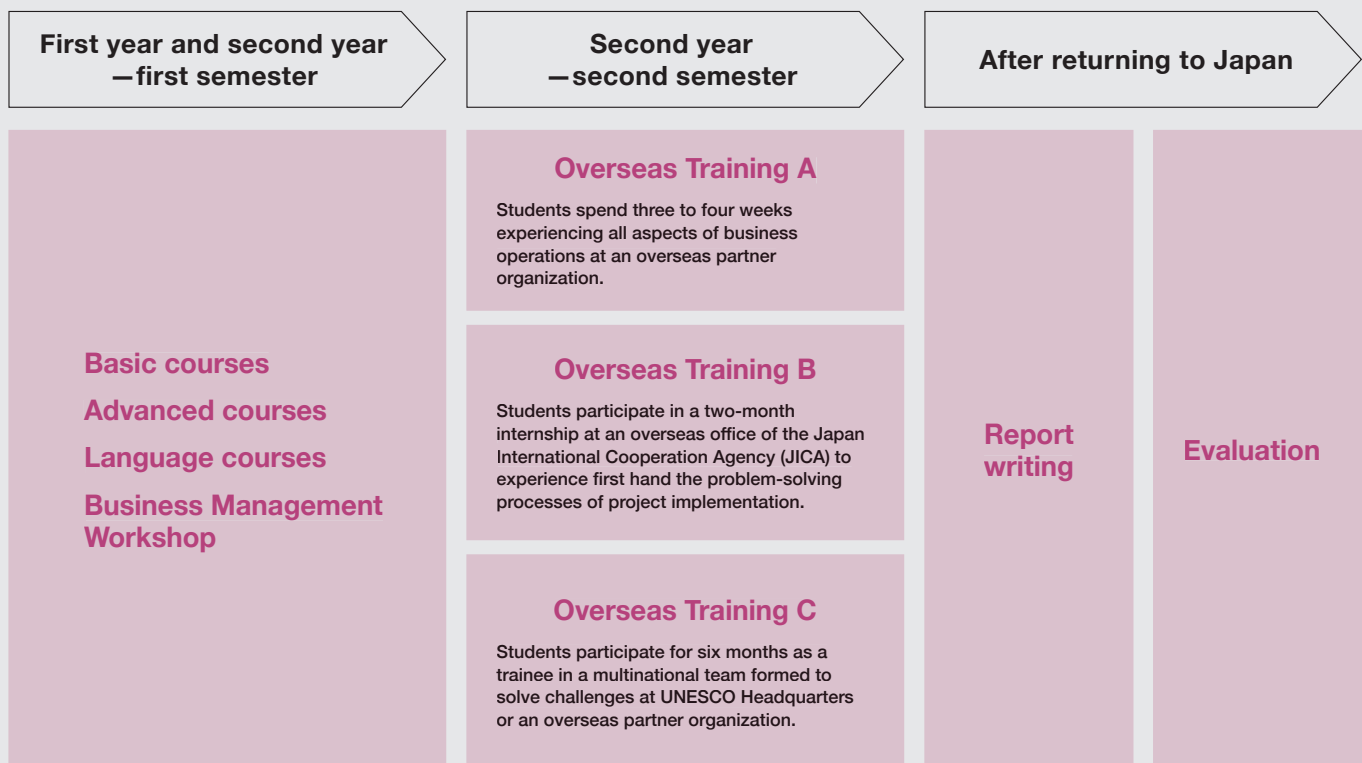 First year and second year
—first semester
Second year
—second semester
After returning to Japan
Basic courses
Advanced courses
Language courses
Business Management
Workshop
Overseas Training A
Students spend three to four weeks
experiencing all aspects of business
operations at an overseas partner
organization.
Overseas Training B
Students participate in a two-month
internship at an overseas office of the Japan
International Cooperation Agency (JICA) to
experience first hand the problem-solving
processes of project implementation.
Overseas Training C
Students participate for six months as a
trainee in a multinational team formed to
solve challenges at UNESCO Headquarters
or an overseas partner organization.
Report
writing
Evaluation